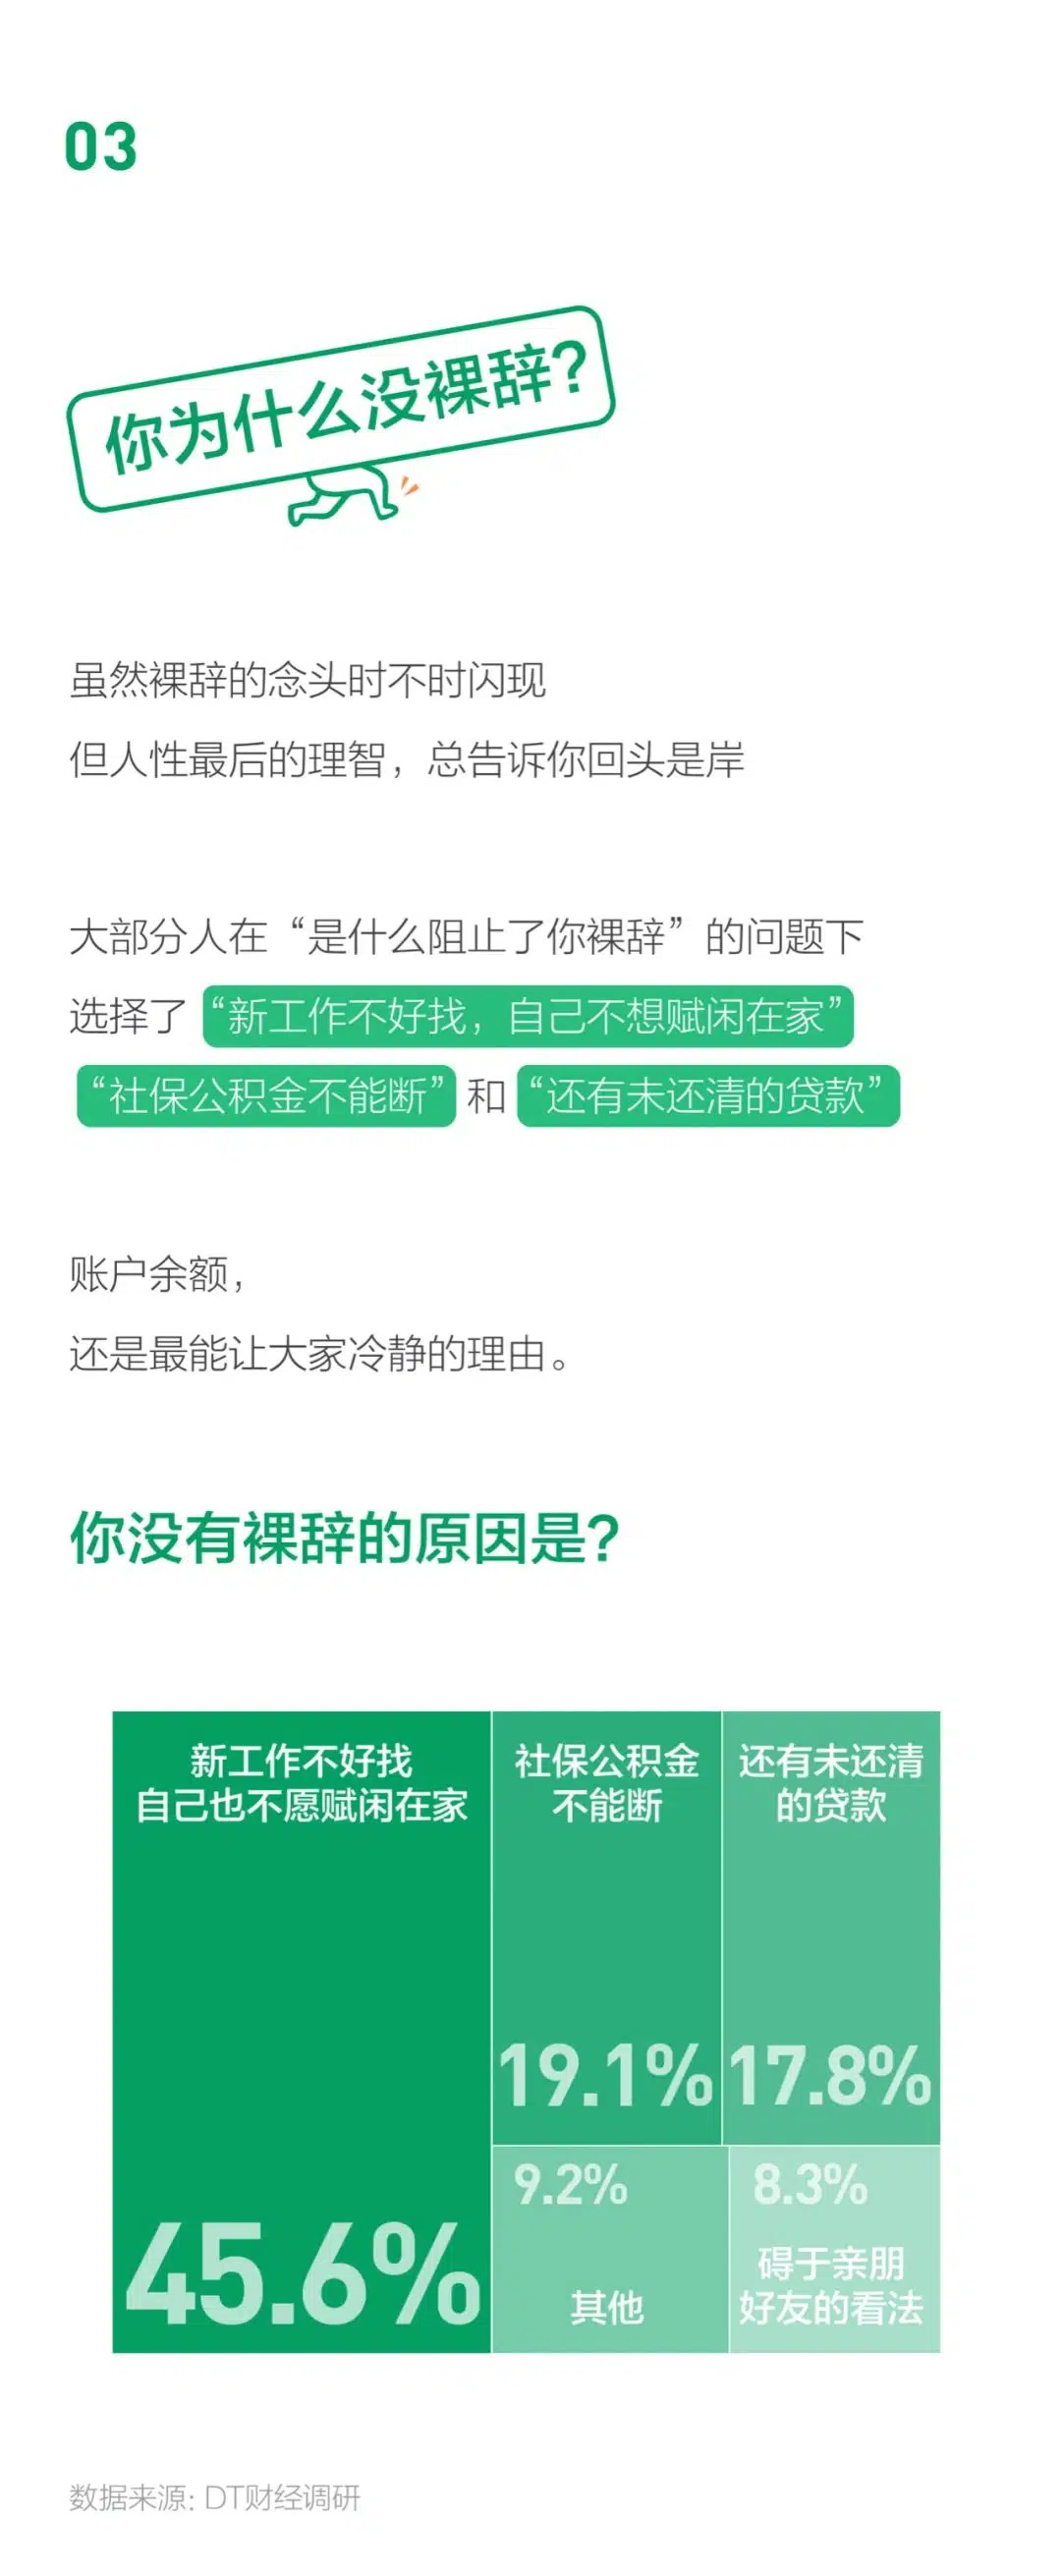 03
你为什么没裸辞?
虽然裸辞的念头时不时闪现
但人性最后的理智，总告诉你回头是岸
大部分人在“是什么阻止了你裸辞”的问题下
选择了“新工作不好找，自己不想赋闲在家”
“社保公积金不能断”和“还有未还清的贷款”
账户余额，
还是最能让大家冷静的理由。
你没有裸辞的原因是?
新工作不好找
自己也不愿赋闲在家
45.6%
社保公积金
不能断
19.1%
还有未还清
的贷款
17.8%
9.2%
其他
8.3%
碍于亲朋
好友的看法
数据来源: DT财经调研